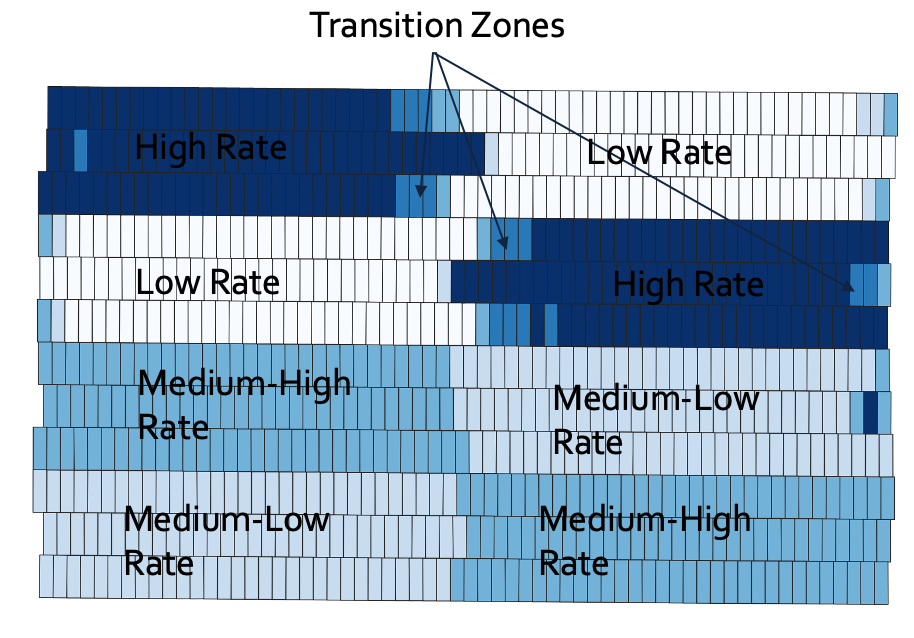 Transition Zones
High Rate
Low Rate
Low Rate
High Rate
Medium-High
Rate
Medium-Low
Rate
Medium-Low
Rate
Medium-High
Rate